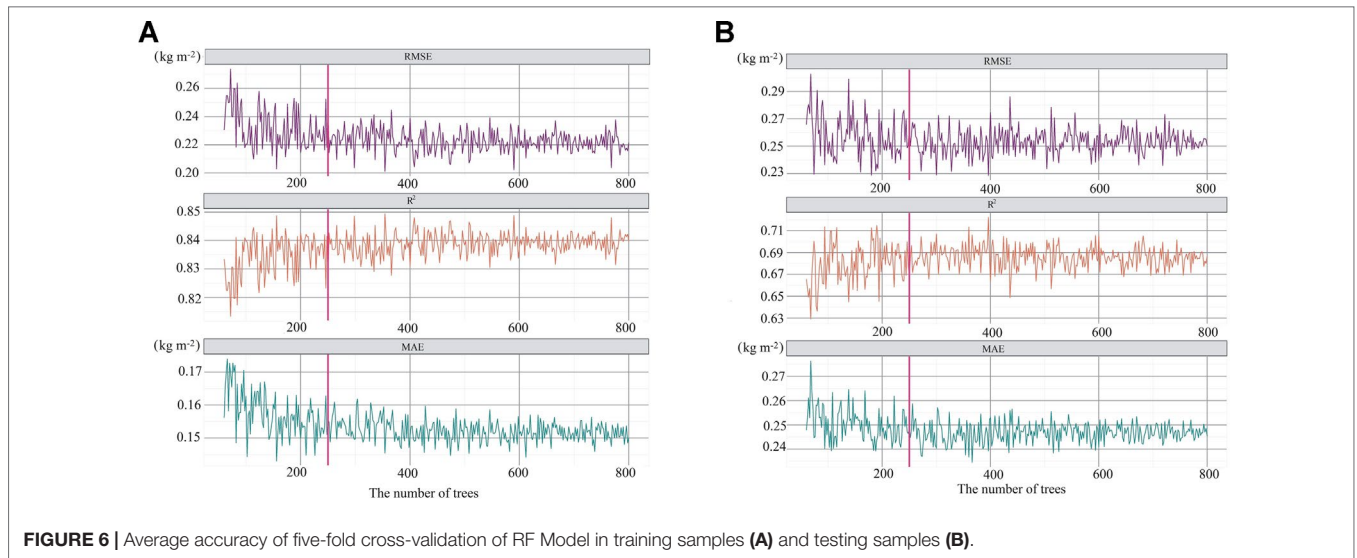 A
(kg m-2)
RMSE
0.26
0.24
0.22
0.20
200 400 600 800
R2
0.85
0.84
0.83
0.82
200 400 600 800
(kg m-2)
MAE
0.17
0.16
0.15
200 400 600 800
The number of trees
B
(kg m-2)
RMSE
0.29
0.27
0.25
0.23
200 400 600 800
R2
0.71
0.69
0.67
0.65
0.63
200 400 600 800
(kg m-2)
MAE
0.27
0.26
0.25
0.24
200 400 600 800
The number of trees
FIGURE 6 | Average accuracy of five-fold cross-validation of RF Model in training samples (A) and testing samples (B).